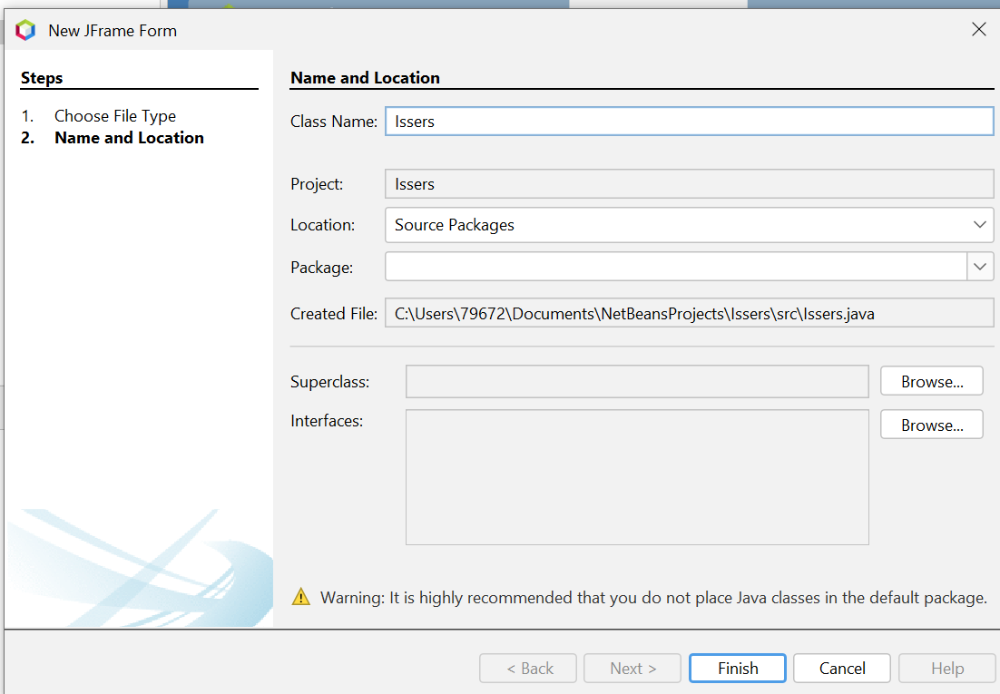 New JFrame Form
Steps
1. Choose File Type
2. Name and Location
Name and Location
Class Name: Issers
Project: Issers
Location: Source Packages
Package:
Created File: C:\Users\79672\Documents\NetBeansProjects\Issers\src\Issers.java
Superclass: Browse...
Interfaces: Browse...
Warning: It is highly recommended that you do not place Java classes in the default package.
< Back Next > Finish Cancel Help